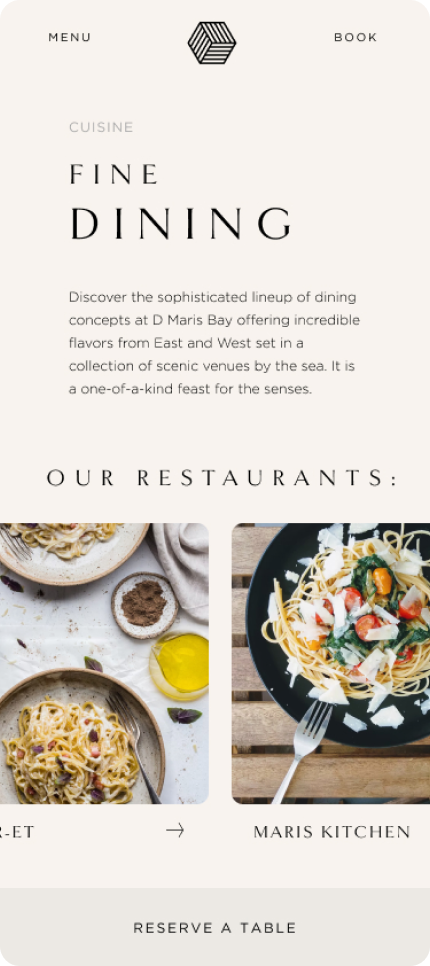 MENU
BOOK
CUISINE
FINE
DINING
Discover the sophisticated lineup of dining
concepts at D Maris Bay offering incredible
flavors from East and West set in a
collection of scenic venues by the sea. It is
a one-of-a-kind feast for the senses.
OUR RESTAURANTS:
-ET
MARIS KITCHEN
RESERVE A TABLE